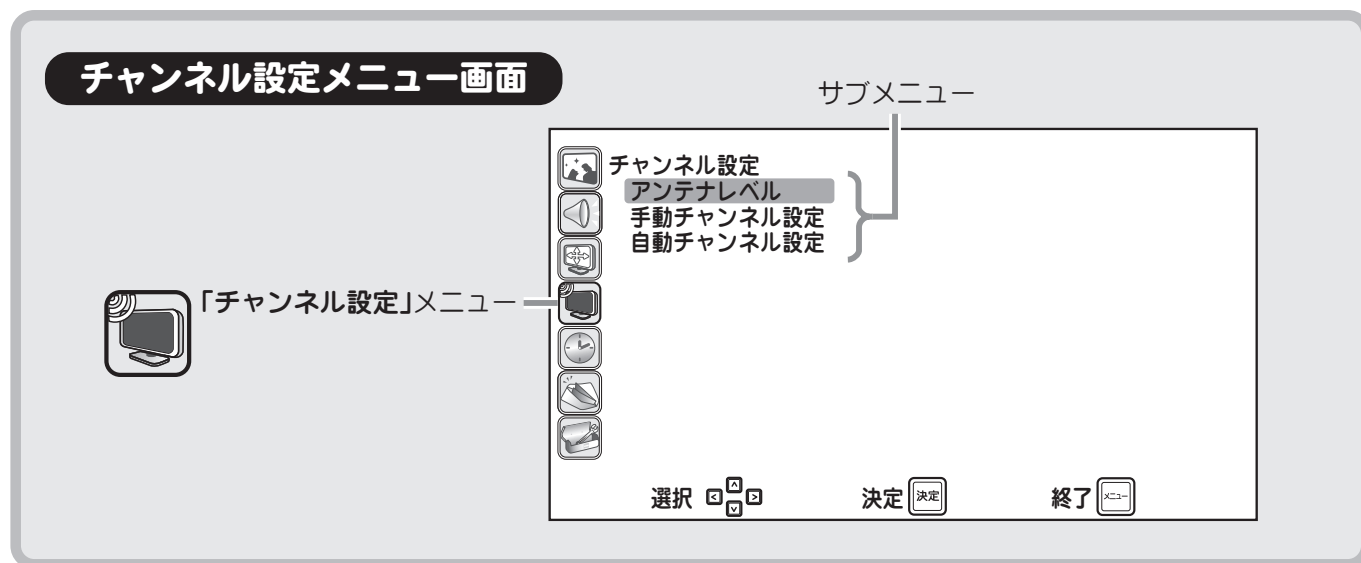 チャンネル設定メニュー画面
サブメニュー
チャンネル設定
アンテナレベル
手動チャンネル設定
自動チャンネル設定
「チャンネル設定」メニュー
選択 決定 決定 終了 メニュー